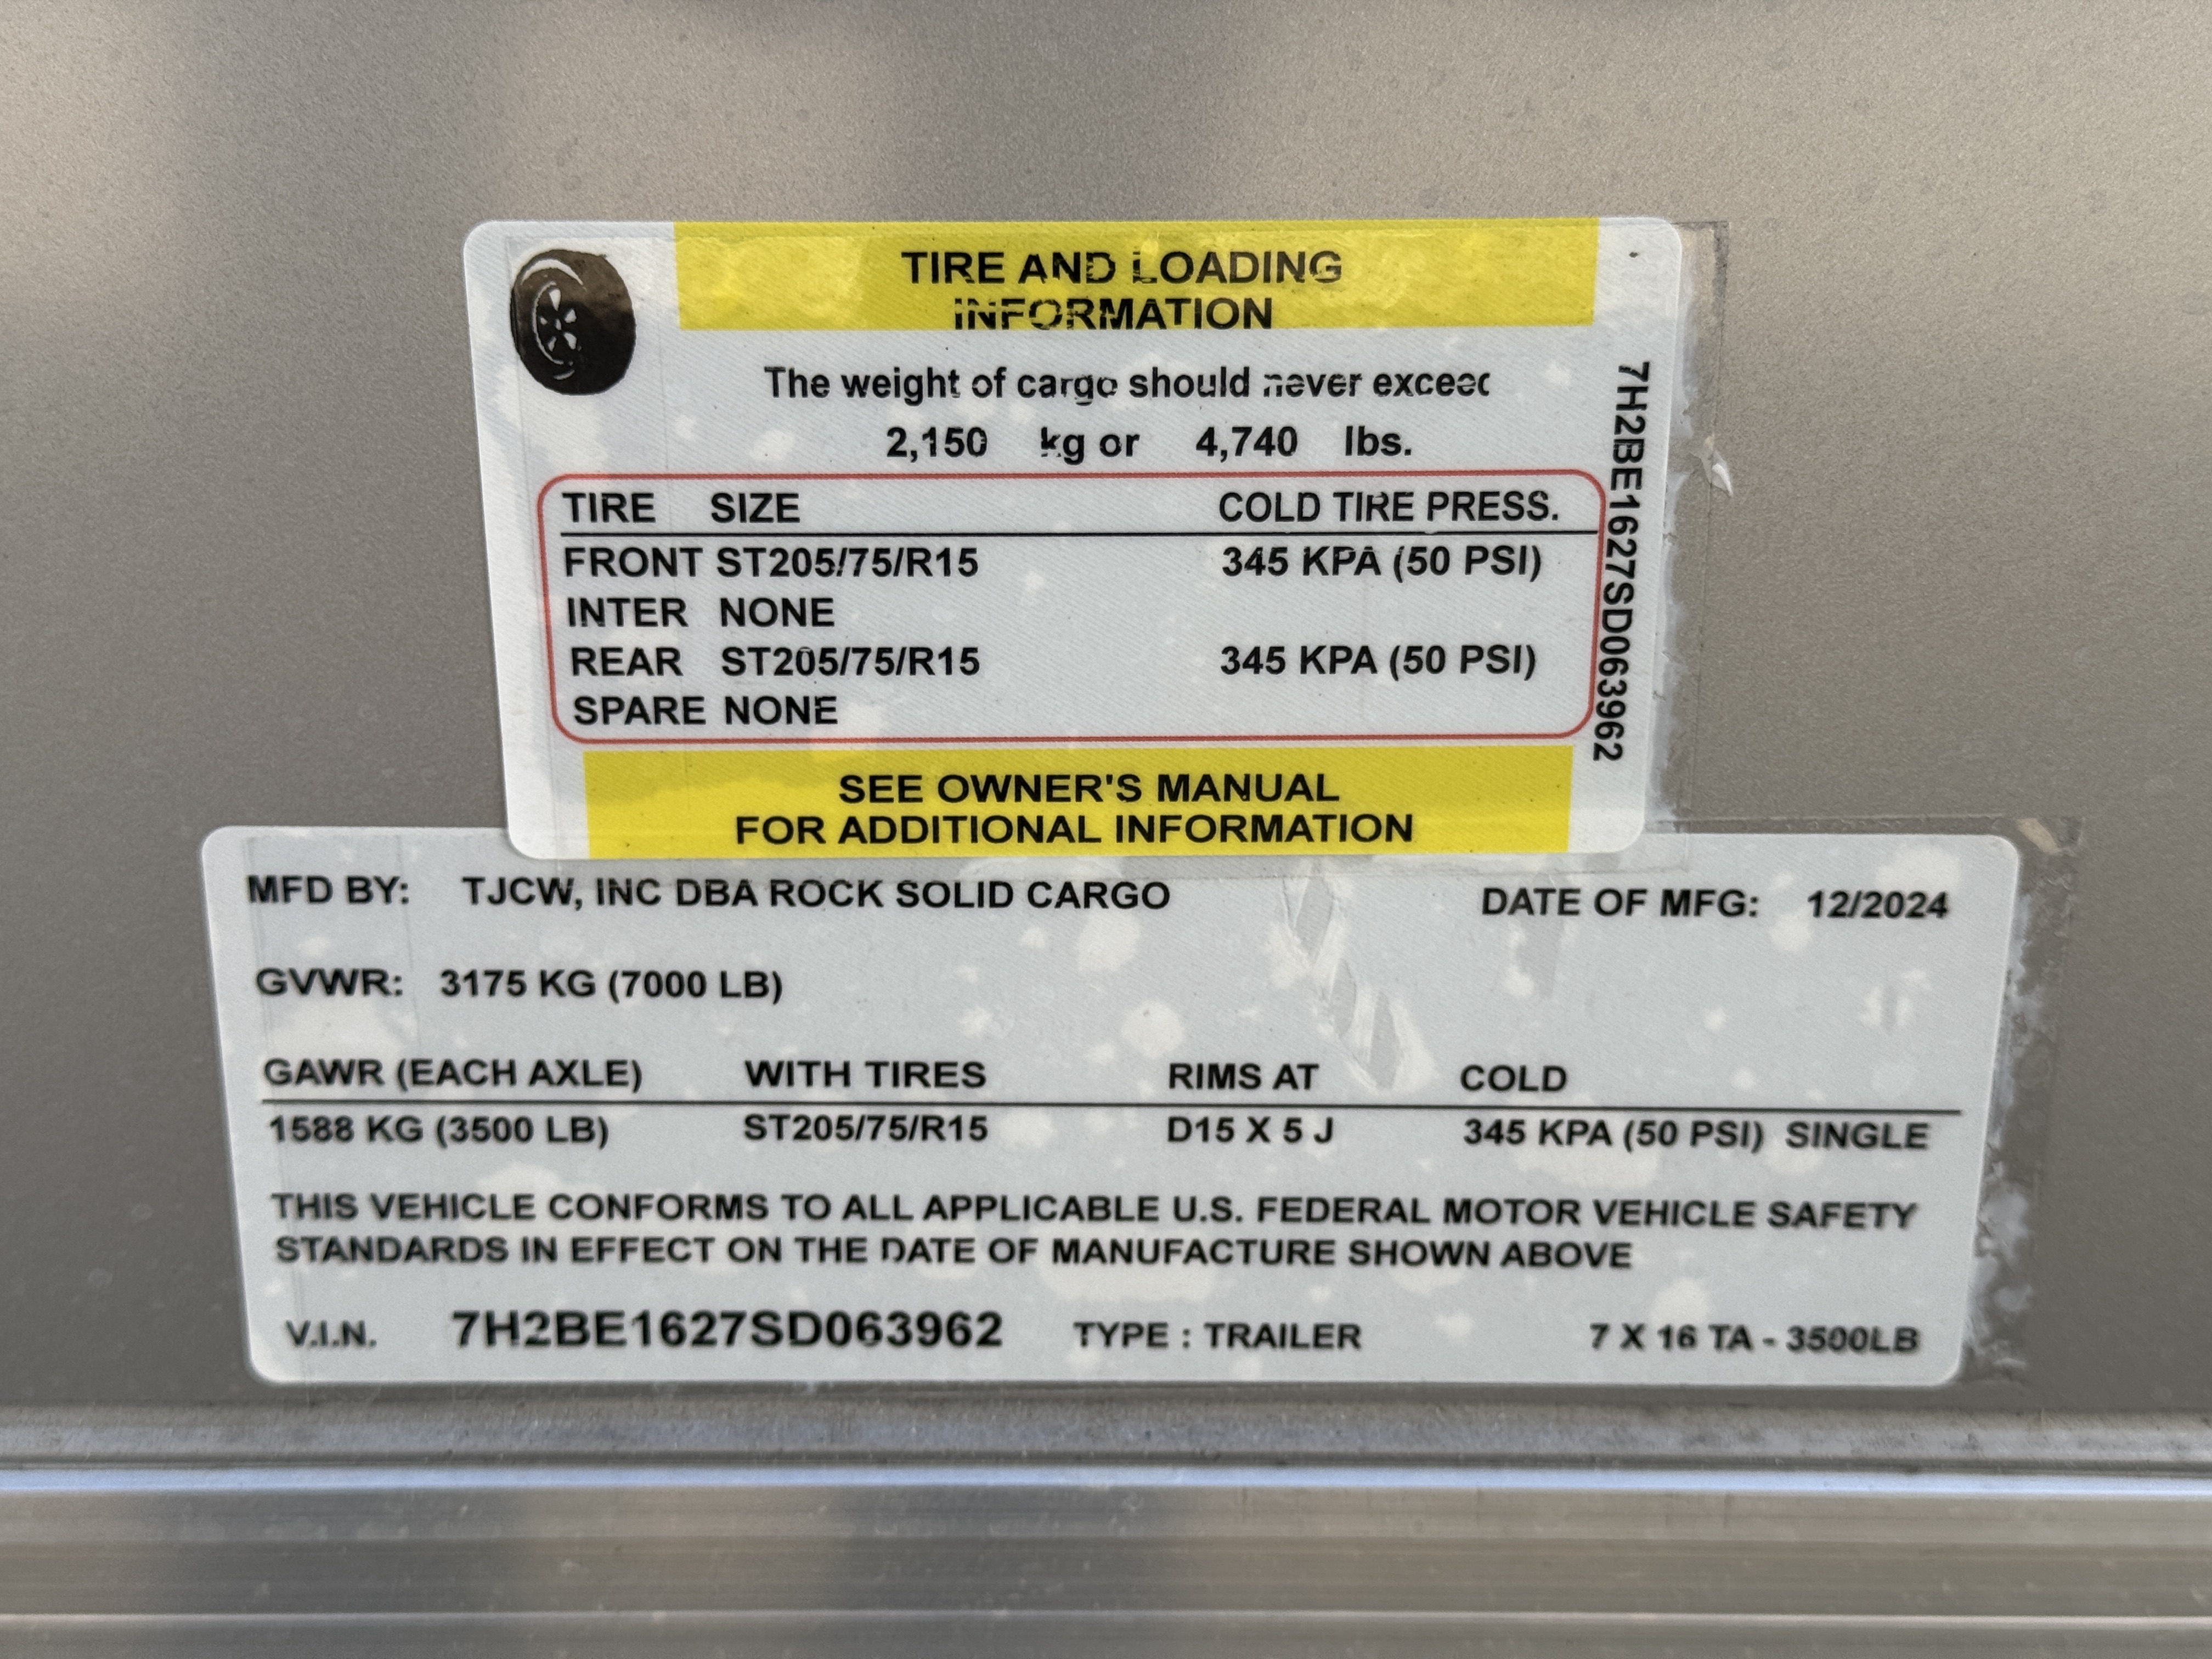 TIRE AND LOADING
INFORMATION
The weight of cargo should never exceed
2,150 kg or 4,740 lbs.
TIRE SIZE COLD TIRE PRESS.
FRONT ST205/75/R15 345 KPA (50 PSI)
INTER NONE
REAR ST205/75/R15 345 KPA (50 PSI)
SPARE NONE
SEE OWNER'S MANUAL
FOR ADDITIONAL INFORMATION
7H2BE1627SD063962
MFD BY: TJCW, INC DBA ROCK SOLID CARGO DATE OF MFG: 12/2024
GVWR: 3175 KG (7000 LB)
GAWR (EACH AXLE) WITH TIRES RIMS AT COLD
1588 KG (3500 LB) ST205/75/R15 D15 X 5 J 345 KPA (50 PSI) SINGLE
THIS VEHICLE CONFORMS TO ALL APPLICABLE U.S. FEDERAL MOTOR VEHICLE SAFETY
STANDARDS IN EFFECT ON THE DATE OF MANUFACTURE SHOWN ABOVE
V.I.N. 7H2BE1627SD063962 TYPE : TRAILER 7 X 16 TA - 3500LB